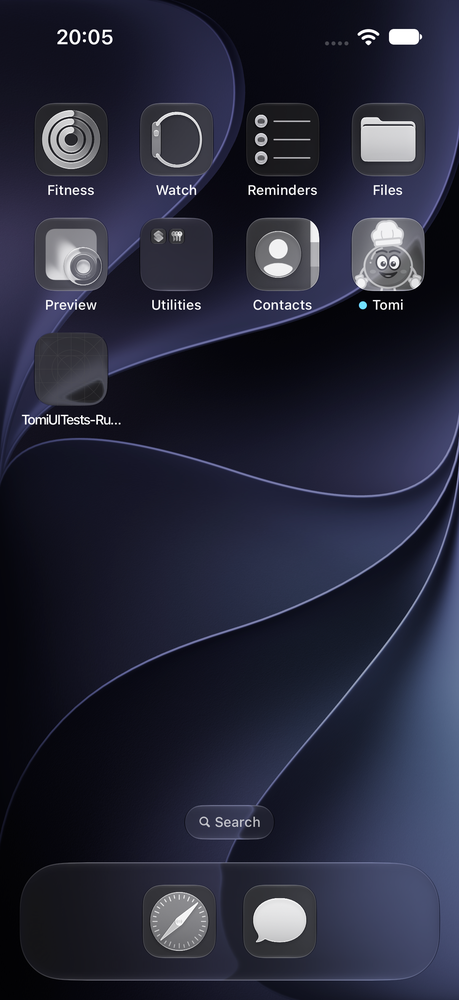 20:05
Fitness
Watch
Reminders
Files
Preview
Utilities
Contacts
Tomi
TomiUITests-Ru...
Search